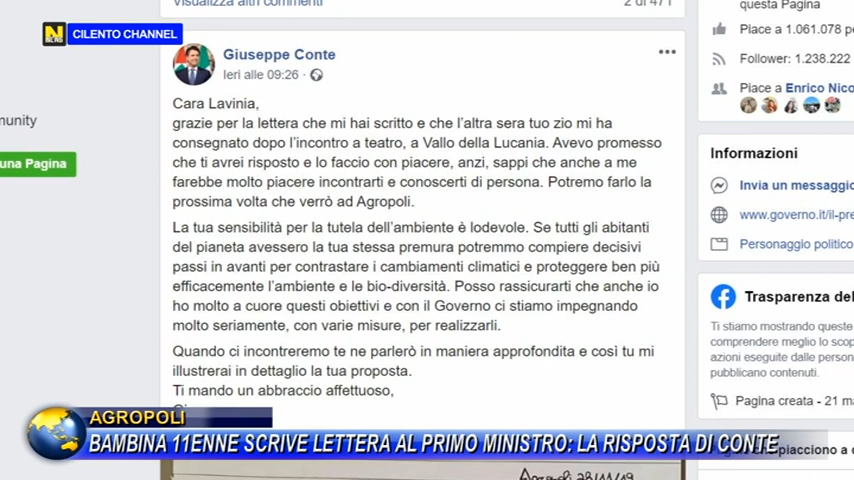 Visualizza altri commenti
2 di 471
CILENTO CHANNEL
Giuseppe Conte
Ieri alle 09:26
Cara Lavinia,
grazie per la lettera che mi hai scritto e che l'altra sera tuo zio mi ha
consegnato dopo l'incontro a teatro, a Vallo della Lucania. Avevo promesso
che ti avrei risposto e lo faccio con piacere, anzi, sappi che anche a me
farebbe molto piacere incontrarti e conoscerti di persona. Potremo farlo la
prossima volta che verrò ad Agropoli.
La tua sensibilità per la tutela dell'ambiente è lodevole. Se tutti gli abitanti
del pianeta avessero la tua stessa premura potremmo compiere decisivi
passi in avanti per contrastare i cambiamenti climatici e proteggere ben più
efficacemente l'ambiente e le bio-diversità. Posso rassicurarti che anche io
ho molto a cuore questi obiettivi e con il Governo ci stiamo impegnando
molto seriamente, con varie misure, per realizzarli.
Quando ci incontreremo te ne parlerò in maniera approfondita e così tu mi
illustrerai in dettaglio la tua proposta.
Ti mando un abbraccio affettuoso,
munity
una Pagina
questa Pagina
Piace a 1.061.078 pe
Follower: 1.238.222
Piace a Enrico Nico
Informazioni
Invia un messaggio
www.governo.it/il-pre
Personaggio politico
Trasparenza del
Ti stiamo mostrando queste
comprendere meglio lo scop
azioni eseguite dalle person
pubblicano contenuti.
Pagina creata - 21 ma
piacciono a
AGROPOLI
BAMBINA 11ENNE SCRIVE LETTERA AL PRIMO MINISTRO: LA RISPOSTA DI CONTE
Agropoli 28/11/19